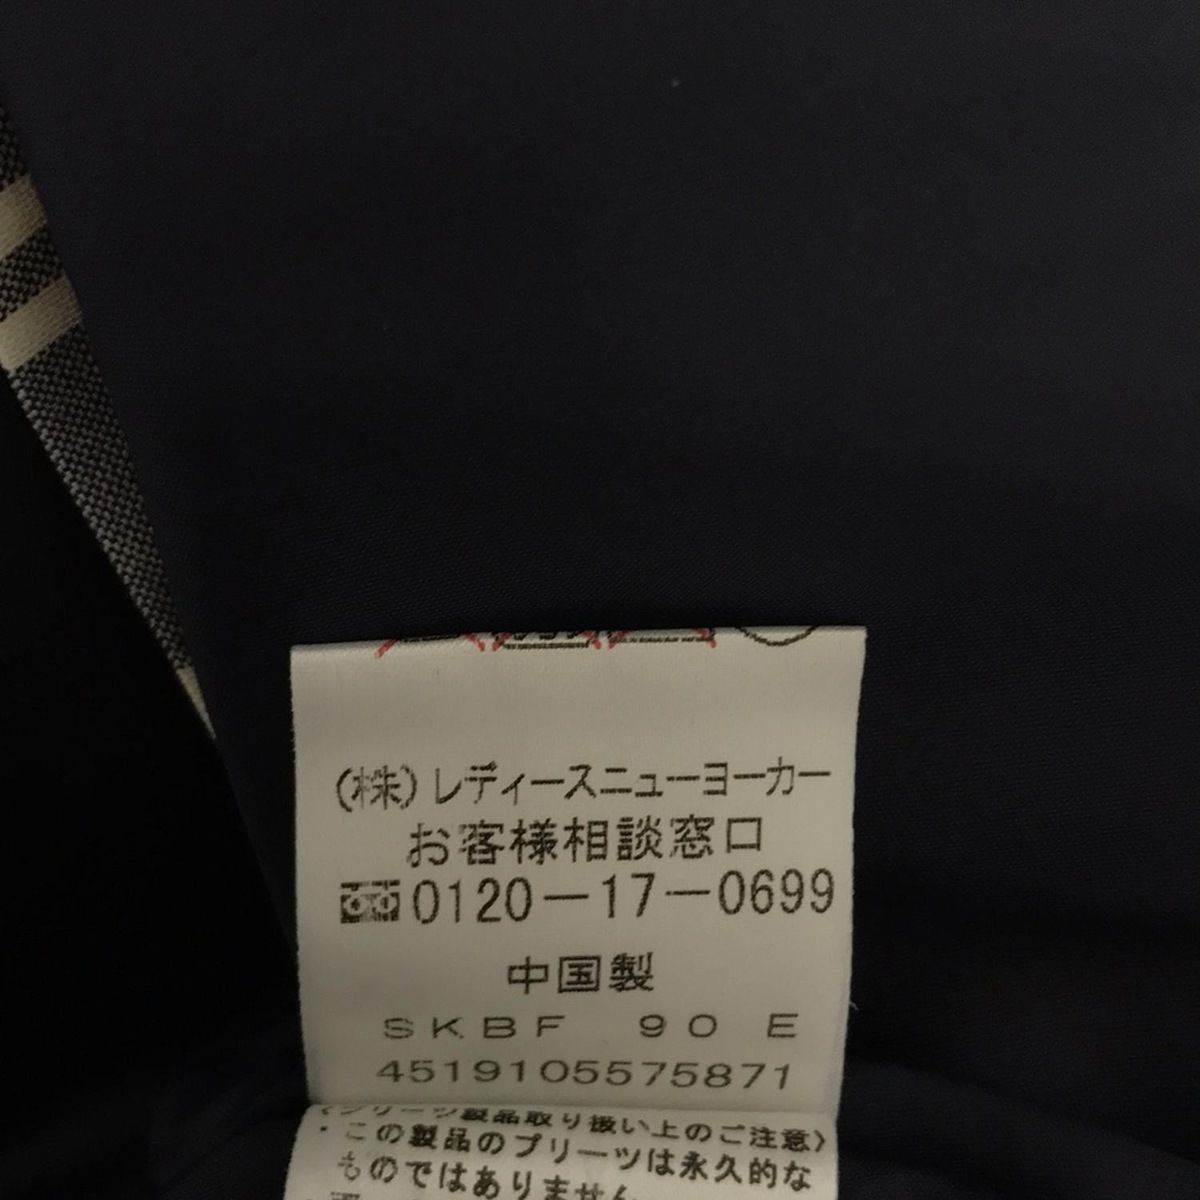 (株)レディースニューヨーカー
お客様相談窓口
0120-17-0699
中国製
SKBF 90 E
4519105575871
プリーツ製品取り扱い上のご注意〉
・この製品のプリーツは永久的な
ものではありません